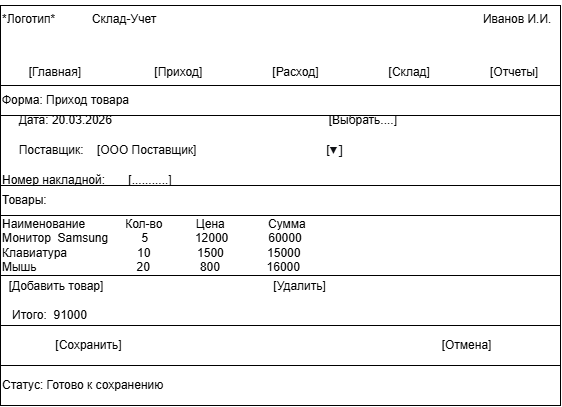 *Логотип* Склад-Учет Иванов И.И.
[Главная] [Приход] [Расход] [Склад] [Отчеты]
Форма: Приход товара
Дата: 20.03.2026 [Выбрать....]
Поставщик: [ООО Поставщик] [▼]
Номер накладной: [...........]
Товары:
Наименование Кол-во Цена Сумма
Монитор Samsung 5 12000 60000
Клавиатура 10 1500 15000
Мышь 20 800 16000
[Добавить товар] [Удалить]
Итого: 91000
[Сохранить] [Отмена]
Статус: Готово к сохранению